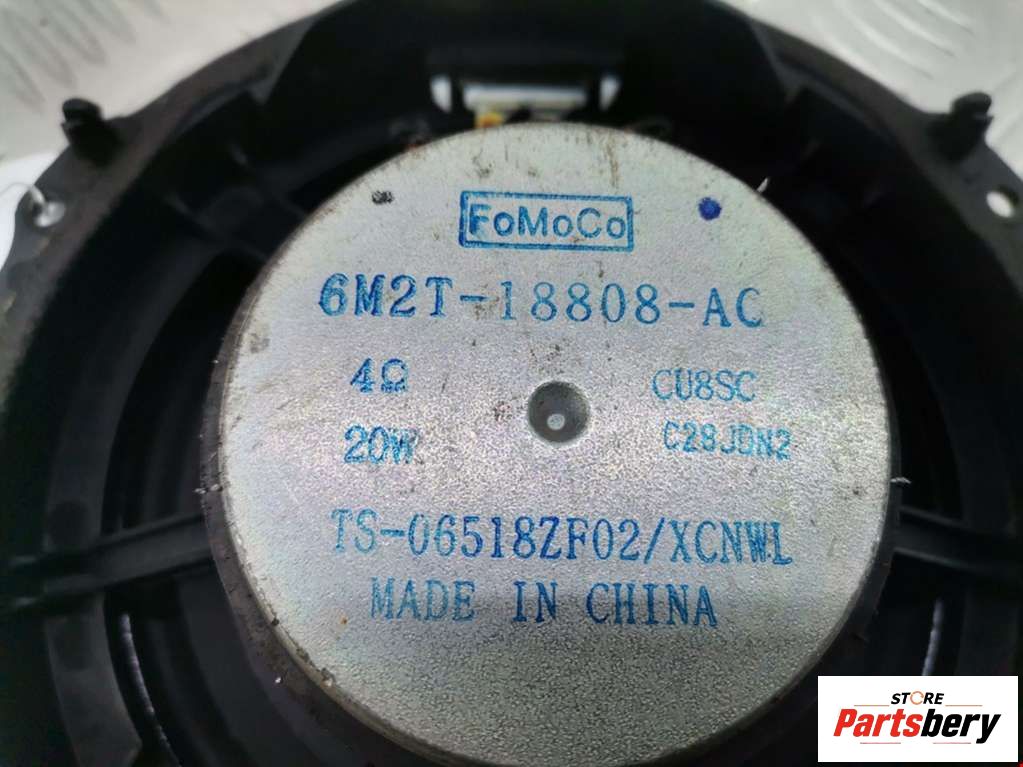 FoMoCo
6M2T-18808-AC
4Ω CU8SC
20W C28JDN2
TS-06518ZF02/XCNWL
MADE IN CHINA
STORE
Partsbery